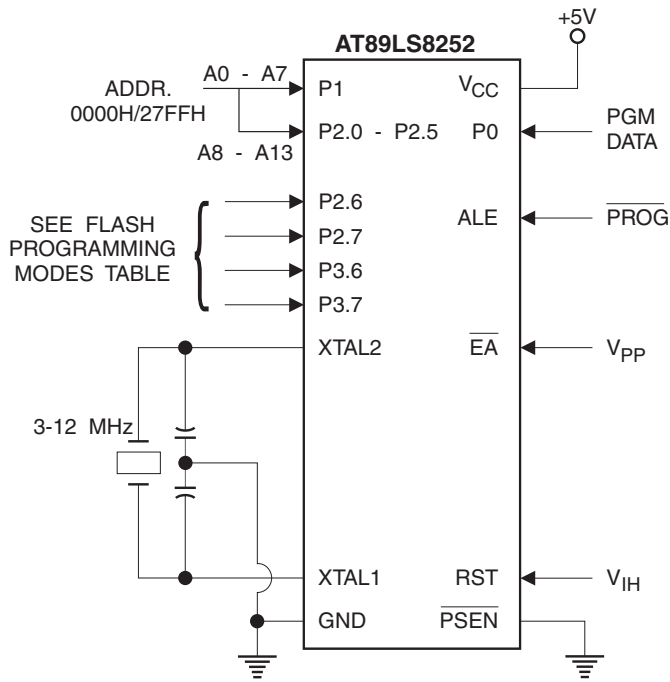 +5V
AT89LS8252
A0 - A7
ADDR.
0000H/27FFH
P1
VCC
P2.0 - P2.5
P0
PGM
DATA
A8 - A13
P2.6
SEE FLASH
PROGRAMMING
MODES TABLE
P2.7
ALE
PROG
P3.6
P3.7
XTAL2
EA
VPP
3-12 MHz
XTAL1
RST
VIH
GND
PSEN